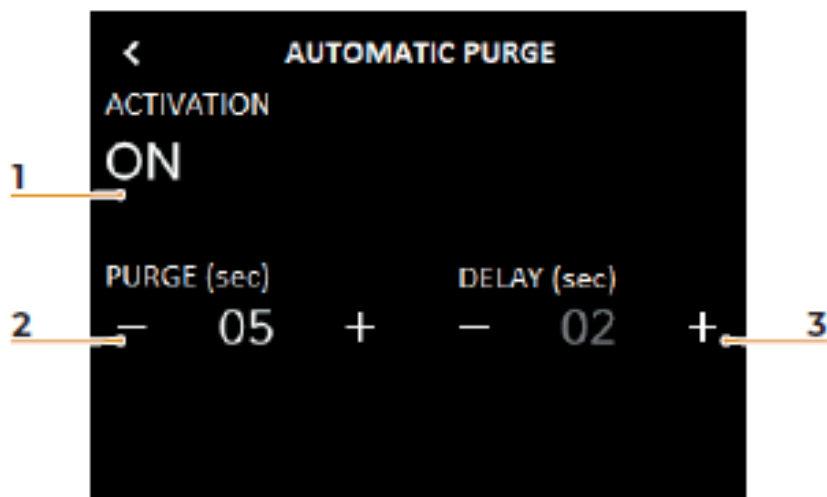 < AUTOMATIC PURGE
ACTIVATION
ON
1
PURGE (sec) DELAY (sec)
2 − 05 + − 02 + 3